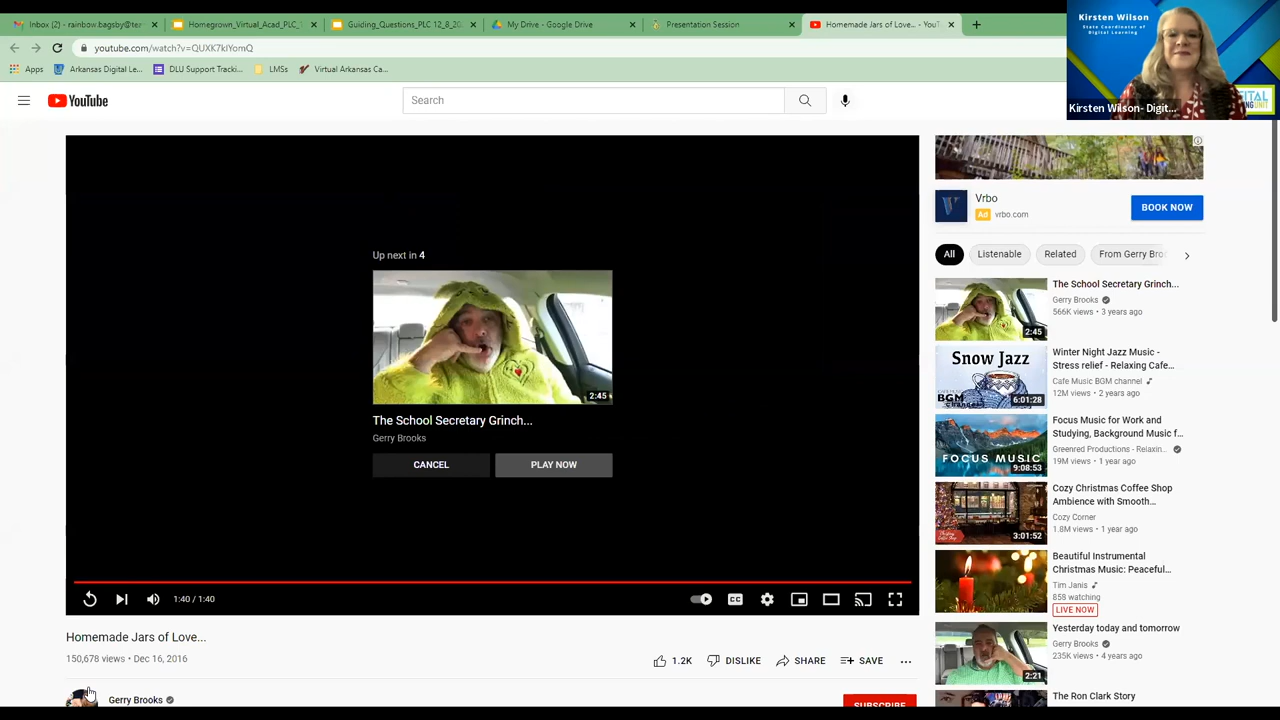 Inbox (2) - rainbow.bagsby@te
Homegrown_Virtual_Acad_PLC_
Guiding_Questions_PLC 12_8_20
My Drive - Google Drive
Presentation Session
Homemade Jars of Love... - YouT
youtube.com/watch?v=QUXK7kIYomQ
Apps
Arkansas Digital Le...
DLU Support Tracki...
LMSs
Virtual Arkansas Ca...
Kirsten Wilson
State Coordinator of
Digital Learning
Kirsten Wilson- Digit...
YouTube
Search
Up next in 4
2:45
The School Secretary Grinch...
Gerry Brooks
CANCEL
PLAY NOW
1:40 / 1:40
CC
Homemade Jars of Love...
150,678 views • Dec 16, 2016
1.2K
DISLIKE
SHARE
SAVE
Gerry Brooks
SUBSCRIBE
Vrbo
Ad vrbo.com
BOOK NOW
All
Listenable
Related
From Gerry Bro
2:45
The School Secretary Grinch...
Gerry Brooks
566K views • 3 years ago
Snow Jazz
BGM
6:01:28
Winter Night Jazz Music -
Stress relief - Relaxing Cafe...
Cafe Music BGM channel
12M views • 2 years ago
FOCUS MUSIC
9:08:53
Focus Music for Work and
Studying, Background Music f...
Greenred Productions - Relaxin...
19M views • 1 year ago
3:01:52
Cozy Christmas Coffee Shop
Ambience with Smooth...
Cozy Corner
1.8M views • 1 year ago
Beautiful Instrumental
Christmas Music: Peaceful...
Tim Janis
858 watching
LIVE NOW
2:21
Yesterday today and tomorrow
Gerry Brooks
235K views • 4 years ago
The Ron Clark Story